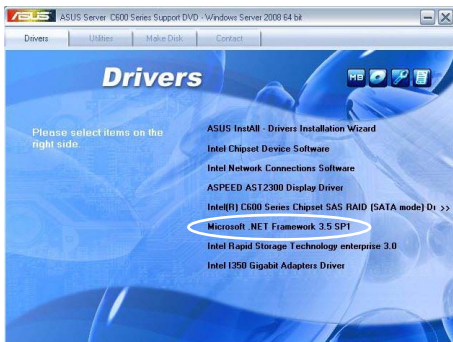 ASUS ASUS Server C600 Series Support DVD - Windows Server 2008 64 bit
Drivers Utilities Make Disk Contact
Drivers
MB
Please select items on the
right side.
ASUS InstAll - Drivers Installation Wizard
Intel Chipset Device Software
Intel Network Connections Software
ASPEED AST2300 Display Driver
Intel(R) C600 Series Chipset SAS RAID (SATA mode) Di >>
Microsoft .NET Framework 3.5 SP1
Intel Rapid Storage Technology enterprise 3.0
Intel I350 Gigabit Adapters Driver